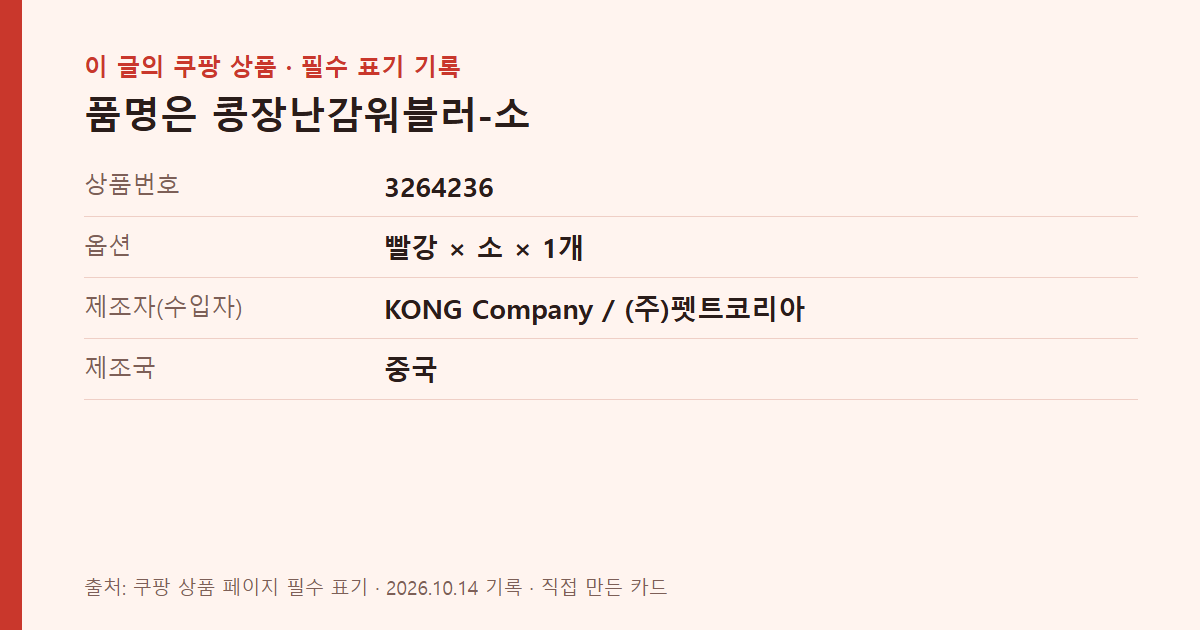 이 글의 쿠팡 상품 · 필수 표기 기록
품명은 콩장난감워블러-소
상품번호 3264236
옵션 빨강 × 소 × 1개
제조자(수입자) KONG Company / (주)펫트코리아
제조국 중국
출처: 쿠팡 상품 페이지 필수 표기 · 2026.10.14 기록 · 직접 만든 카드